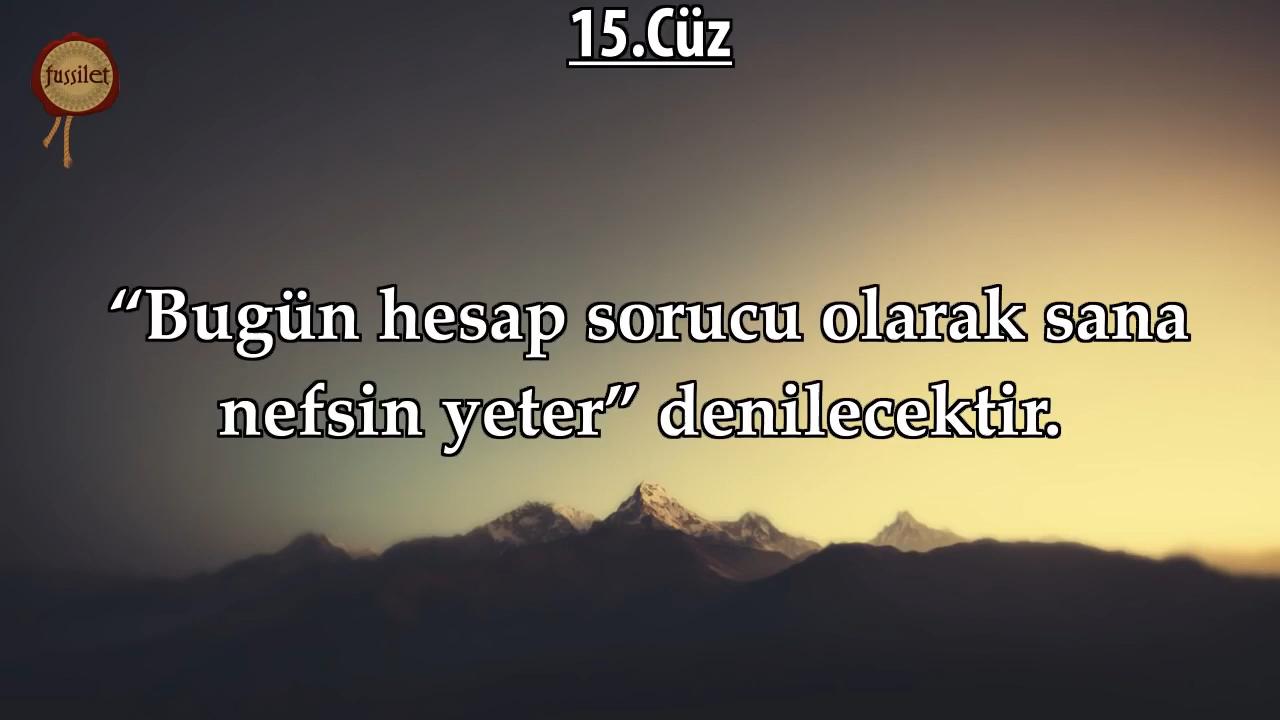 15.Cüz
fussilet
“Bugün hesap sorucu olarak sana
nefsin yeter” denilecektir.